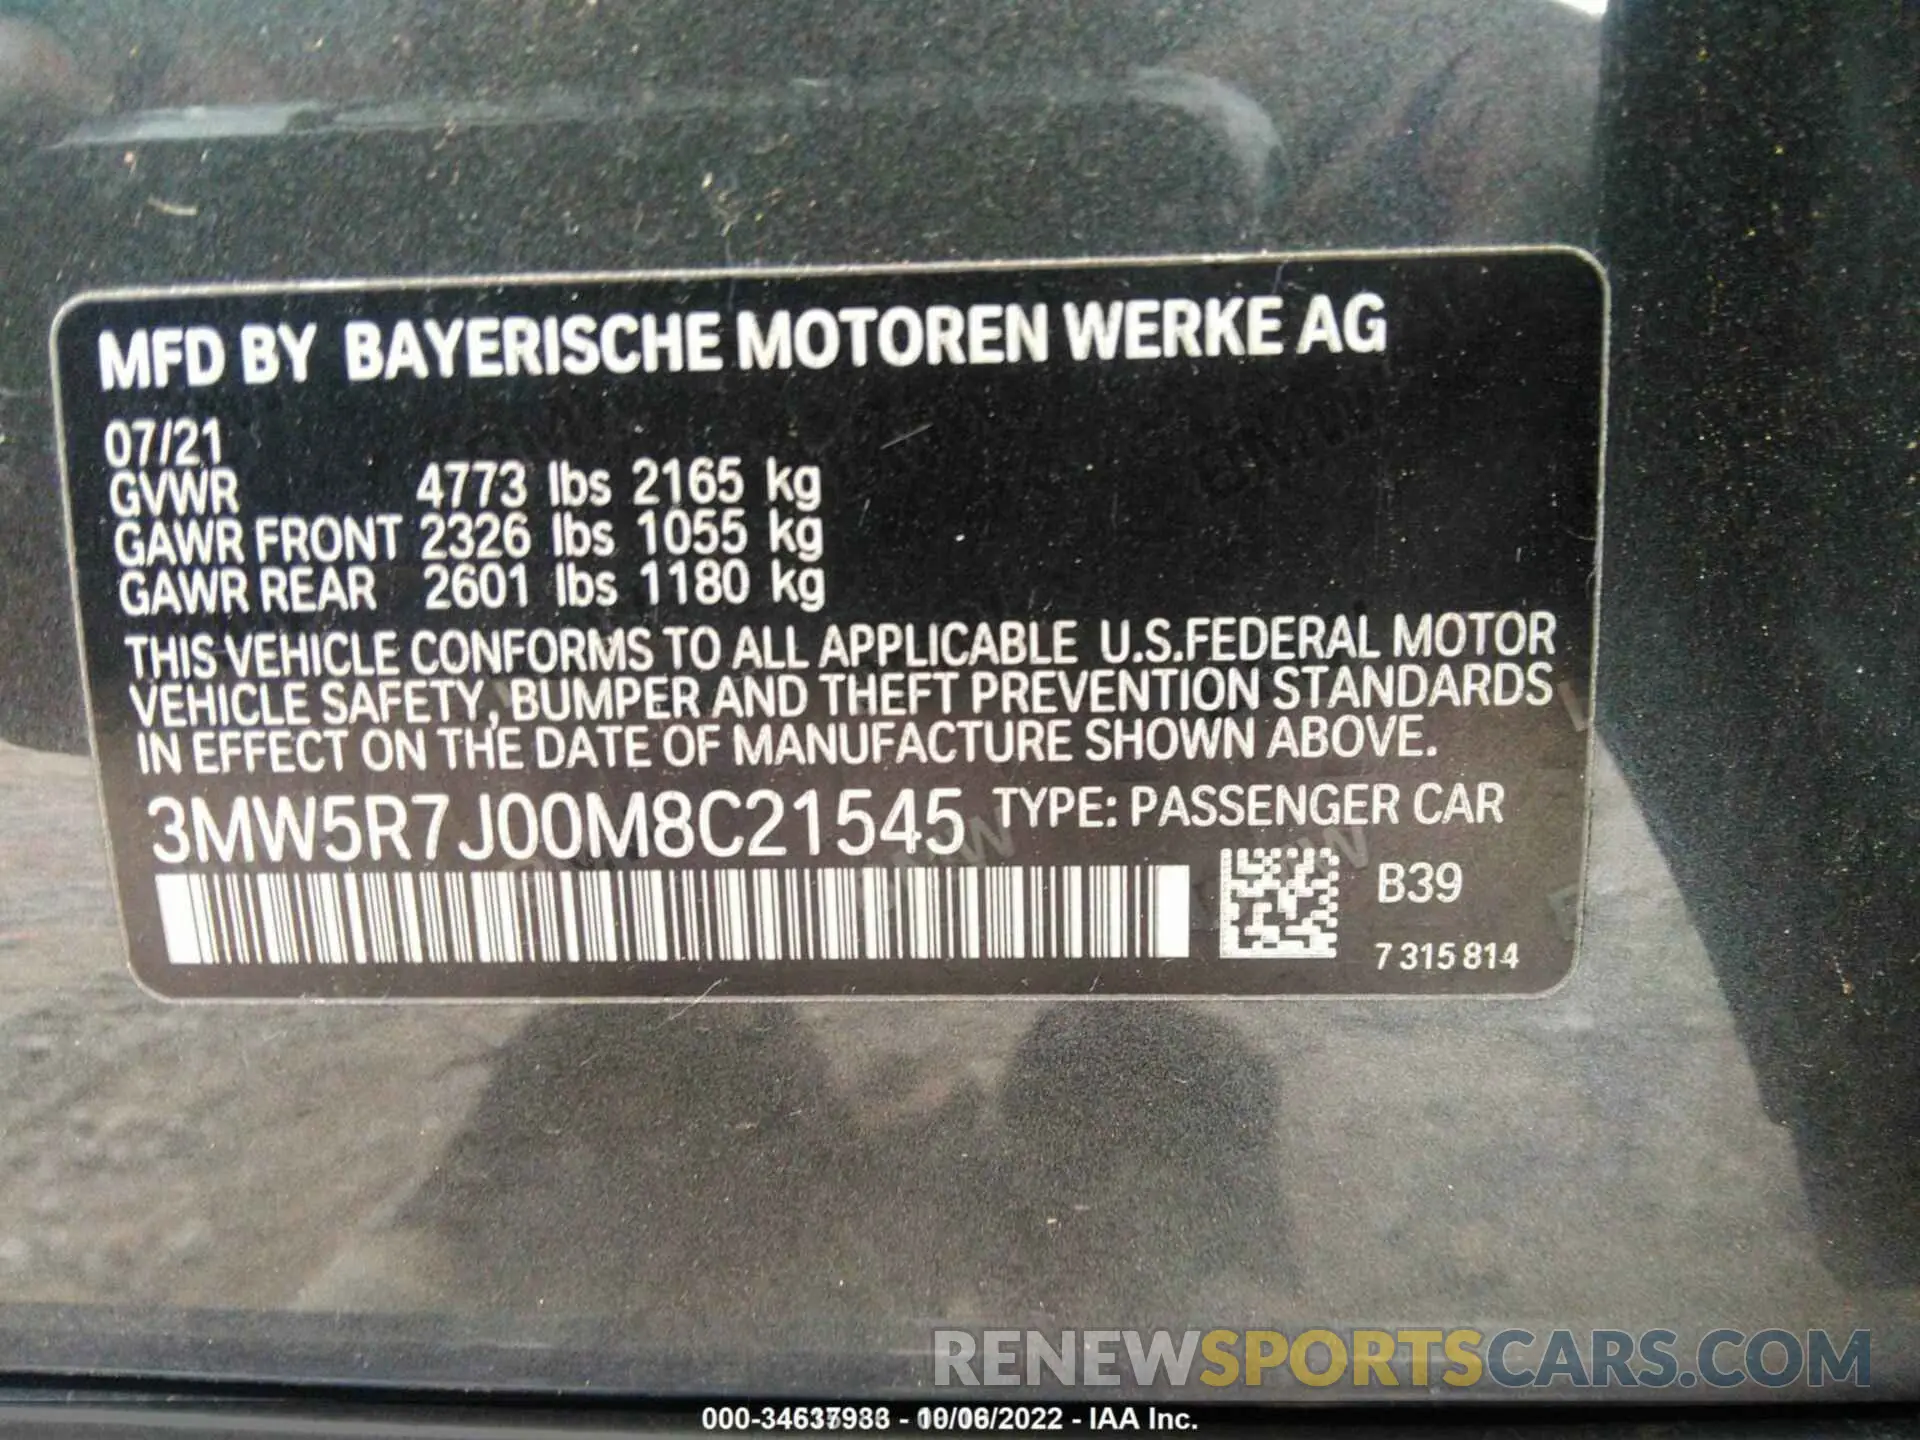 MFD BY BAYERISCHE MOTOREN WERKE AG
07/21
GVWR 4773 lbs 2165 kg
GAWR FRONT 2326 lbs 1055 kg
GAWR REAR 2601 lbs 1180 kg
THIS VEHICLE CONFORMS TO ALL APPLICABLE U.S.FEDERAL MOTOR
VEHICLE SAFETY, BUMPER AND THEFT PREVENTION STANDARDS
IN EFFECT ON THE DATE OF MANUFACTURE SHOWN ABOVE.
3MW5R7J00M8C21545 TYPE: PASSENGER CAR
B39
7 315 814
RENEWSPORTSCARS.COM
- IAA Inc.